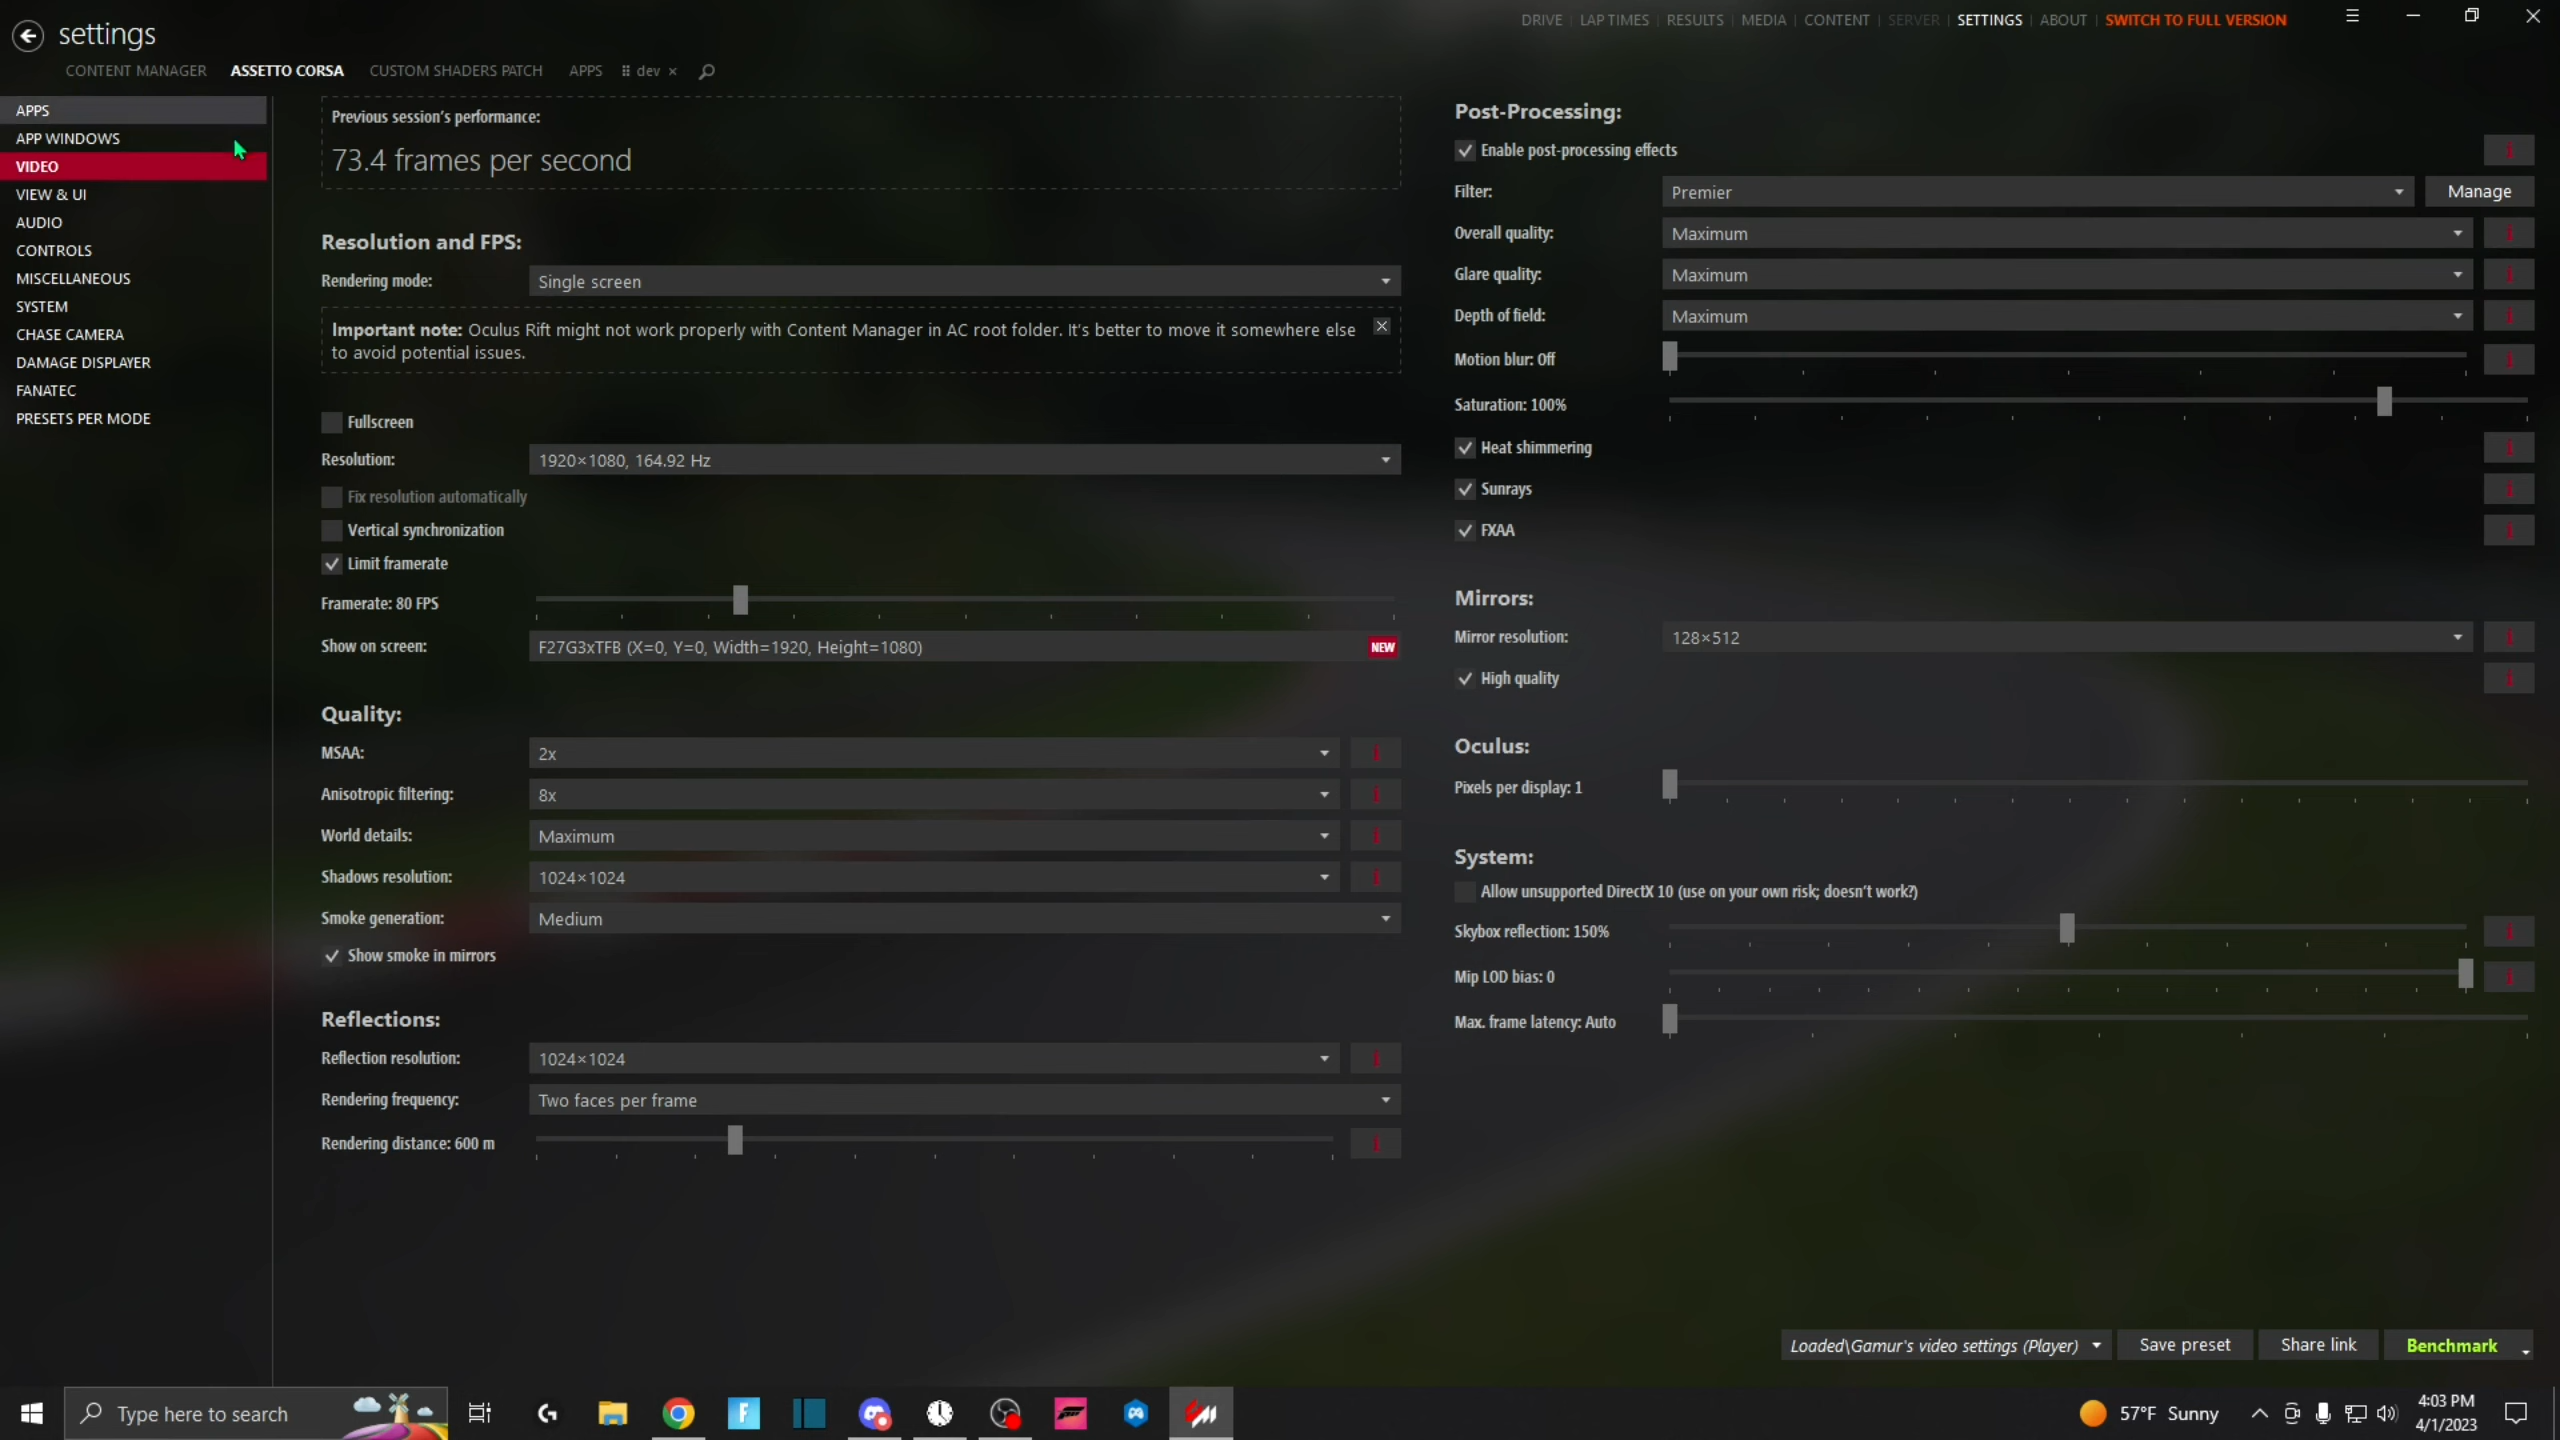 settings
DRIVE | LAP TIMES | RESULTS | MEDIA | CONTENT | SERVER | SETTINGS | ABOUT | SWITCH TO FULL VERSION
CONTENT MANAGER ASSETTO CORSA CUSTOM SHADERS PATCH APPS dev ×
APPS
APP WINDOWS
VIDEO
VIEW & UI
AUDIO
CONTROLS
MISCELLANEOUS
SYSTEM
CHASE CAMERA
DAMAGE DISPLAYER
FANATEC
PRESETS PER MODE
Previous session's performance:
73.4 frames per second
Resolution and FPS:
Rendering mode: Single screen
Important note: Oculus Rift might not work properly with Content Manager in AC root folder. It's better to move it somewhere else
to avoid potential issues.
Fullscreen
Resolution: 1920×1080, 164.92 Hz
Fix resolution automatically
Vertical synchronization
Limit framerate
Framerate: 80 FPS
Show on screen: F27G3xTFB (X=0, Y=0, Width=1920, Height=1080) NEW
Quality:
MSAA: 2x i
Anisotropic filtering: 8x i
World details: Maximum i
Shadows resolution: 1024×1024 i
Smoke generation: Medium
Show smoke in mirrors
Reflections:
Reflection resolution: 1024×1024 i
Rendering frequency: Two faces per frame
Rendering distance: 600 m i
Post-Processing:
Enable post-processing effects i
Filter: Premier Manage
Overall quality: Maximum i
Glare quality: Maximum i
Depth of field: Maximum i
Motion blur: Off i
Saturation: 100%
Heat shimmering i
Sunrays i
FXAA i
Mirrors:
Mirror resolution: 128×512 i
High quality i
Oculus:
Pixels per display: 1
System:
Allow unsupported DirectX 10 (use on your own risk; doesn't work?)
Skybox reflection: 150% i
Mip LOD bias: 0 i
Max. frame latency: Auto
Loaded\Gamur's video settings (Player) Save preset Share link Benchmark
Type here to search
57°F Sunny
4:03 PM
4/1/2023